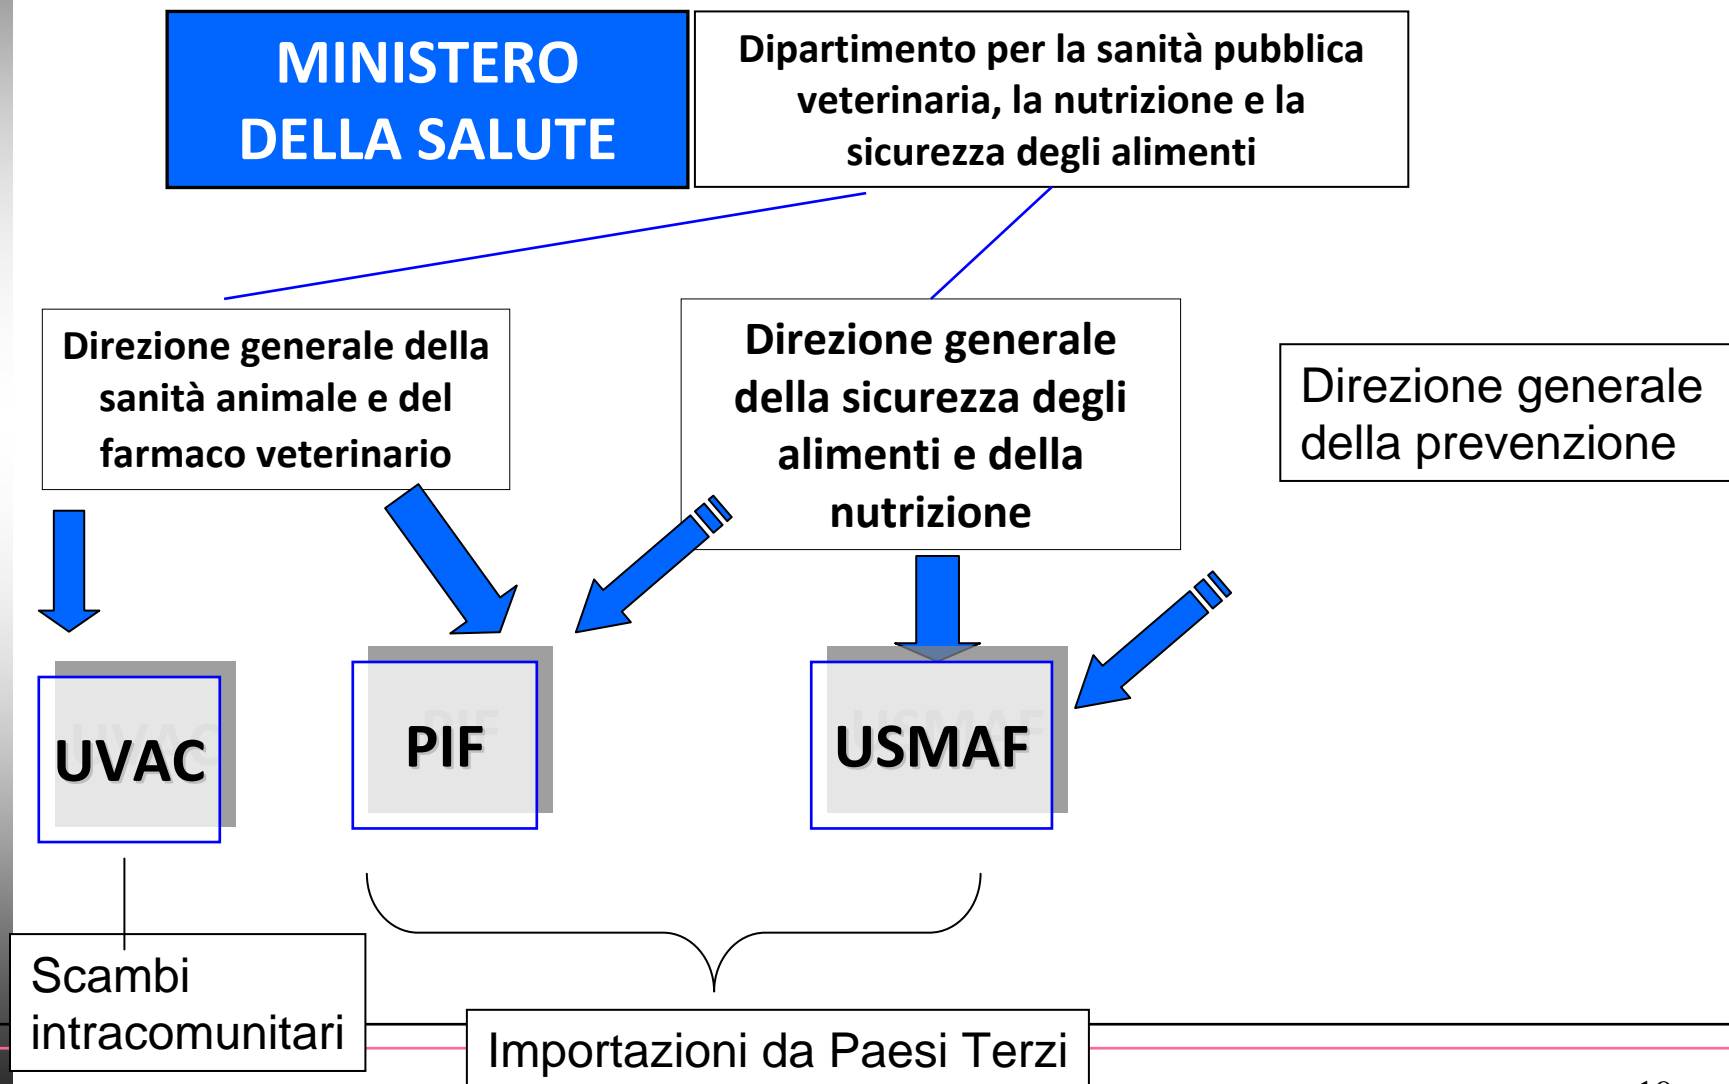 MINISTERO
DELLA SALUTE
Dipartimento per la sanità pubblica
veterinaria, la nutrizione e la
sicurezza degli alimenti
Direzione generale della
sanità animale e del
farmaco veterinario
Direzione generale
della sicurezza degli
alimenti e della
nutrizione
Direzione generale
della prevenzione
UVAC
PIF
USMAF
Scambi
intracomunitari
Importazioni da Paesi Terzi